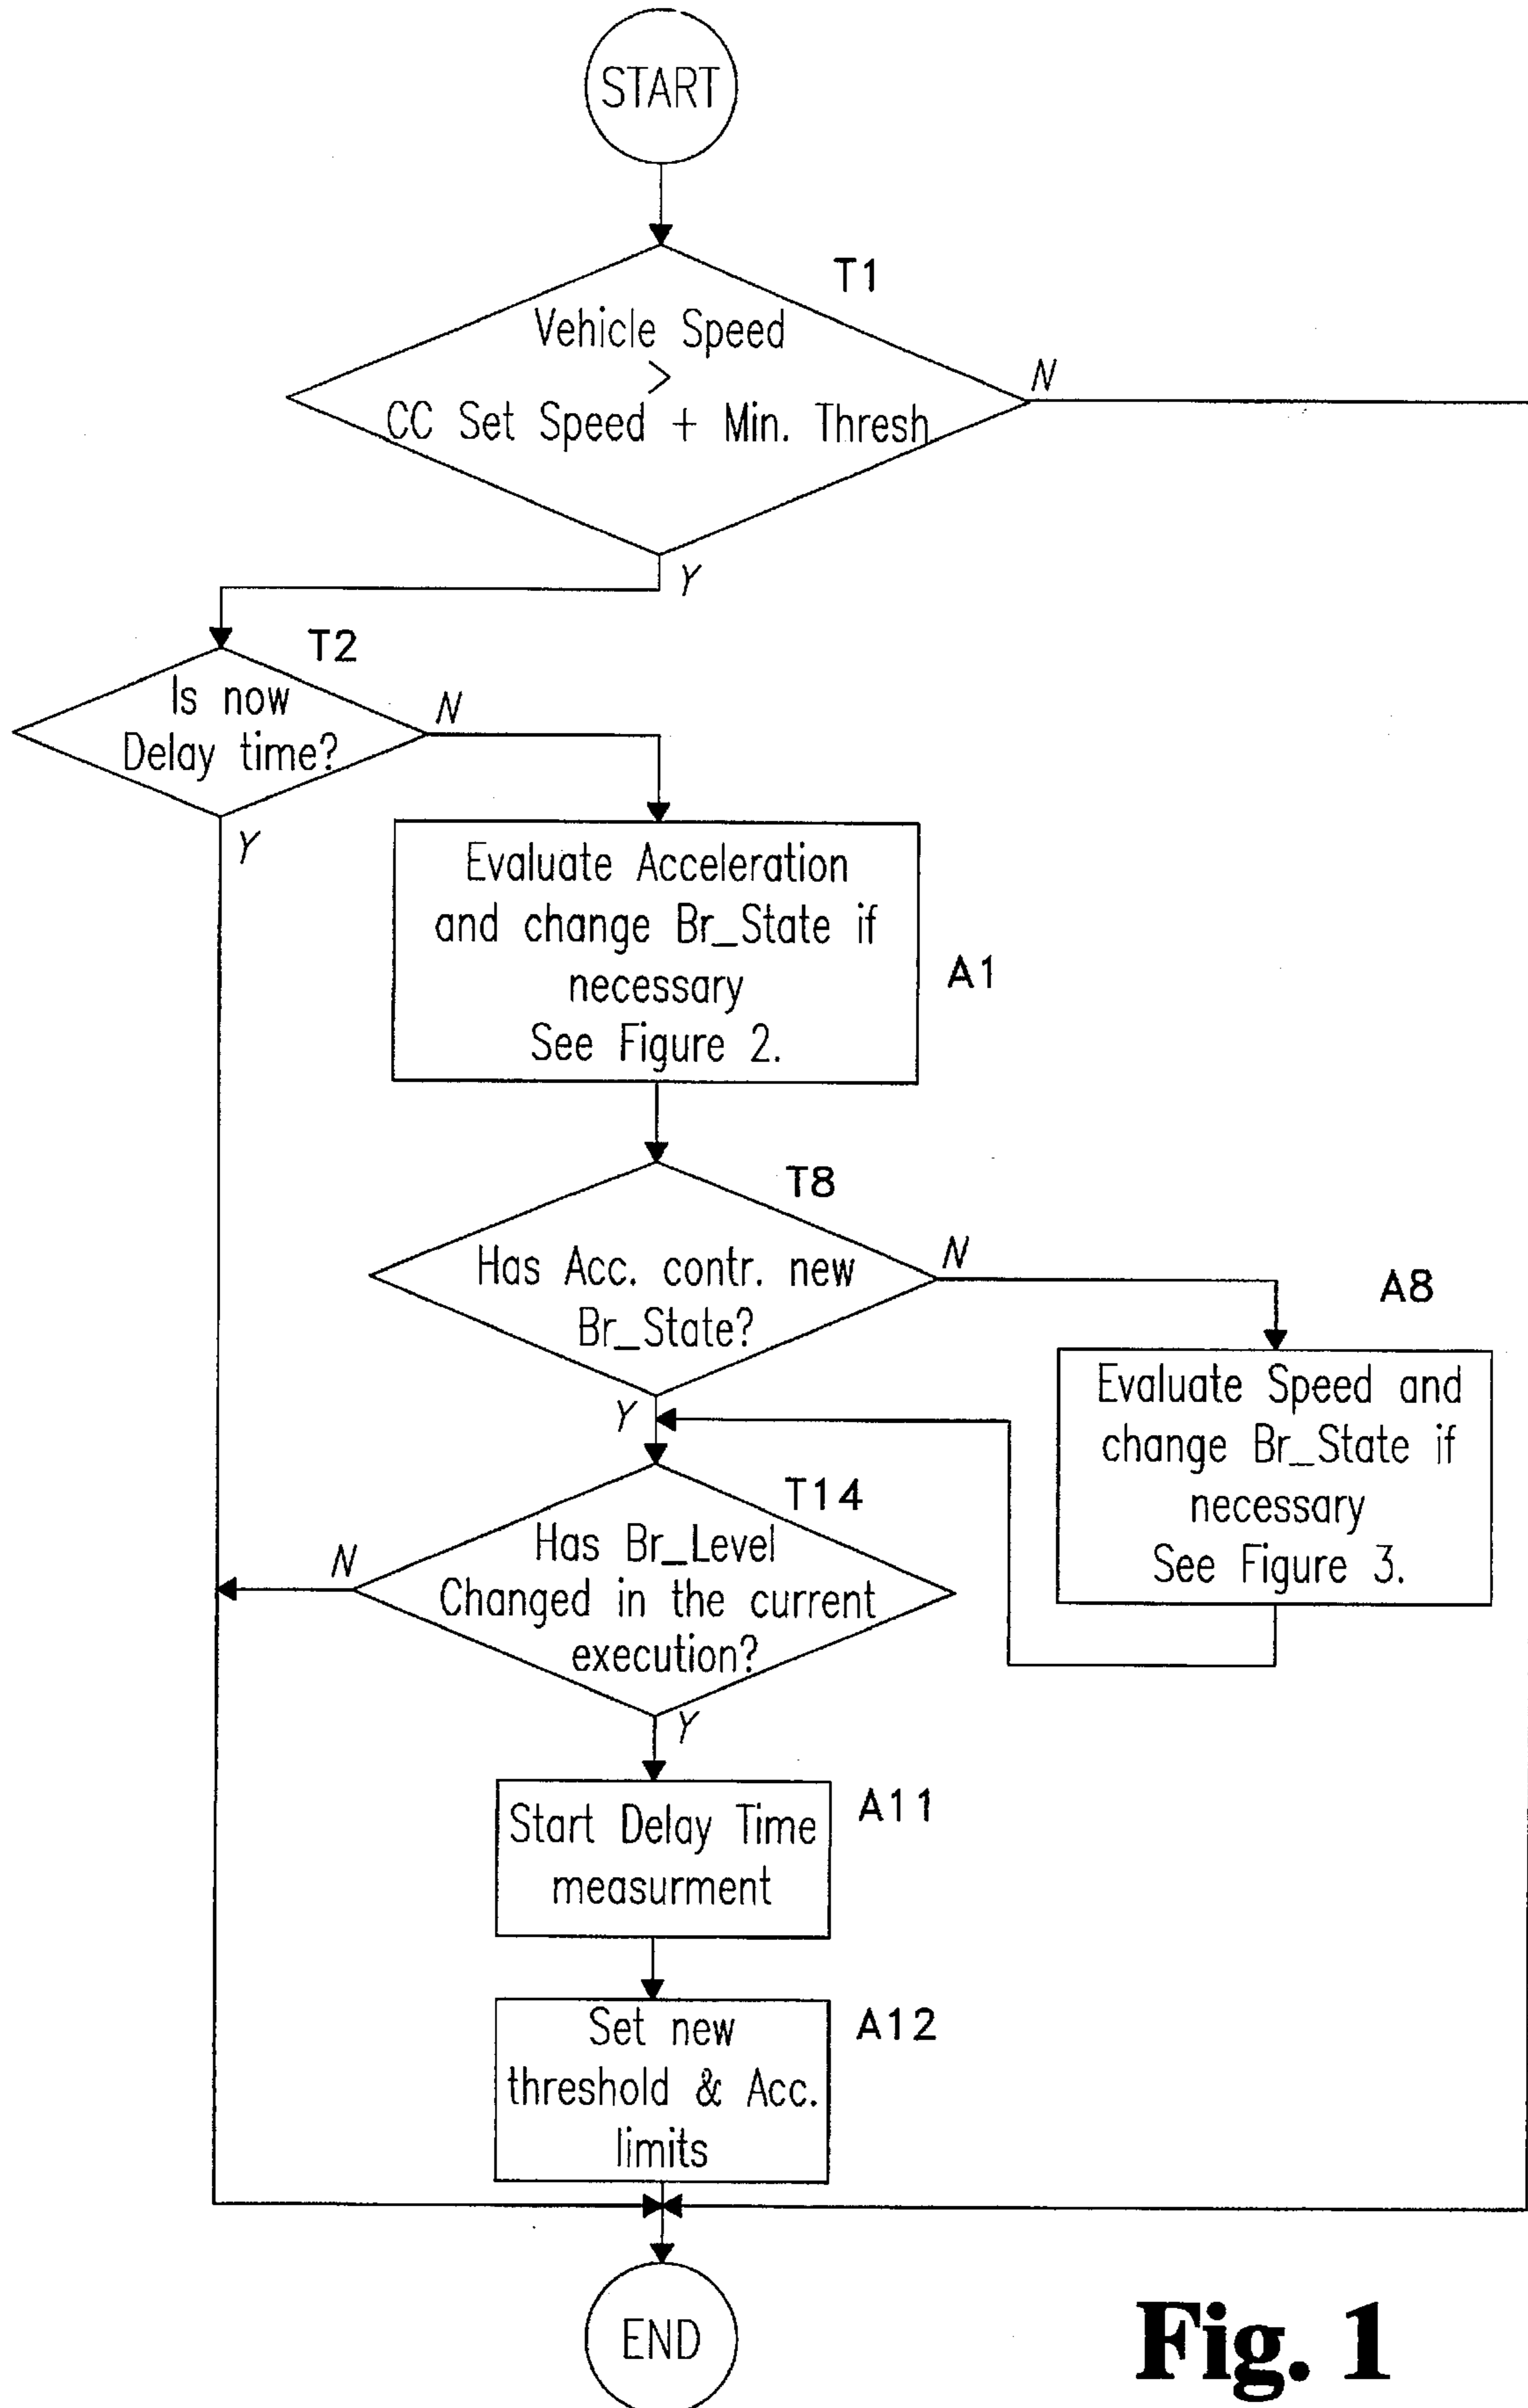 START
T1
Vehicle Speed
>
CC Set Speed + Min. Thresh
N
Y
T2
Is now
Delay time?
N
Y
Evaluate Acceleration
and change Br_State if
necessary
See Figure 2.
A1
T8
Has Acc. contr. new
Br_State?
N
Y
A8
Evaluate Speed and
change Br_State if
necessary
See Figure 3.
T14
Has Br_Level
Changed in the current
execution?
N
Y
A11
Start Delay Time
measurment
A12
Set new
threshold & Acc.
limits
END
Fig. 1